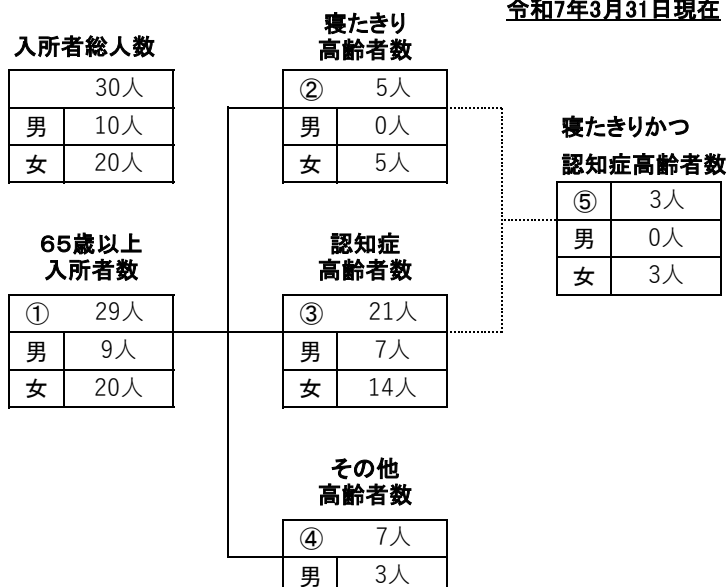 令和7年3月31日現在
入所者総人数
30人
男 10人
女 20人
寝たきり
高齢者数
② 5人
男 0人
女 5人
寝たきりかつ
認知症高齢者数
⑤ 3人
男 0人
女 3人
65歳以上
入所者数
① 29人
男 9人
女 20人
認知症
高齢者数
③ 21人
男 7人
女 14人
その他
高齢者数
④ 7人
男 3人